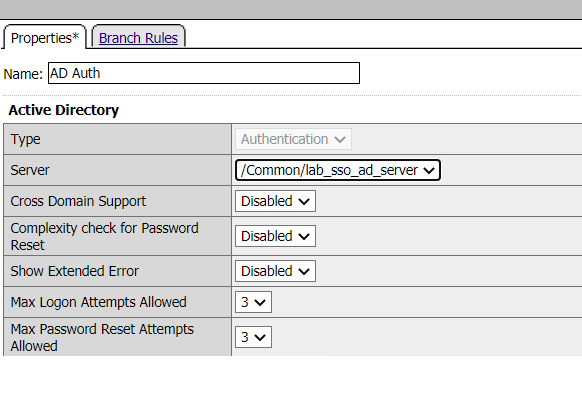 Properties* Branch Rules
Name: AD Auth
Active Directory
Type Authentication
Server /Common/lab_sso_ad_server
Cross Domain Support Disabled
Complexity check for Password
Reset Disabled
Show Extended Error Disabled
Max Logon Attempts Allowed 3
Max Password Reset Attempts
Allowed 3